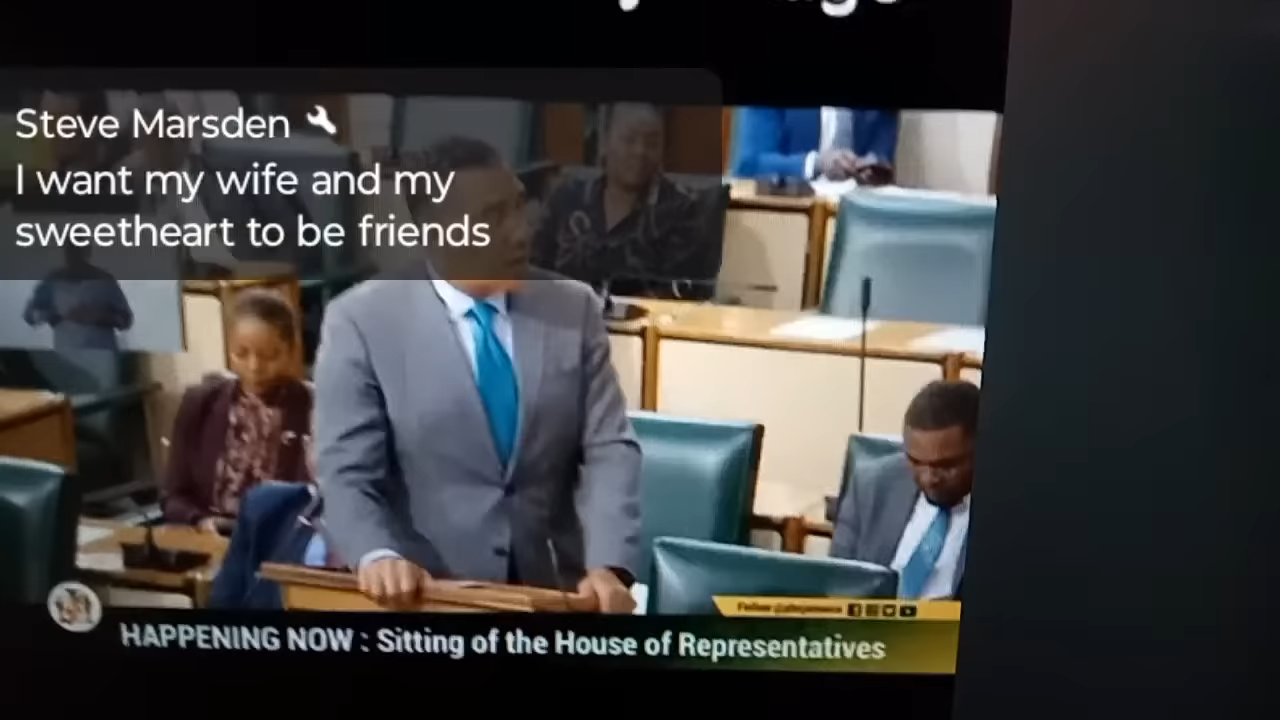 Steve Marsden
I want my wife and my
sweetheart to be friends
HAPPENING NOW : Sitting of the House of Representatives